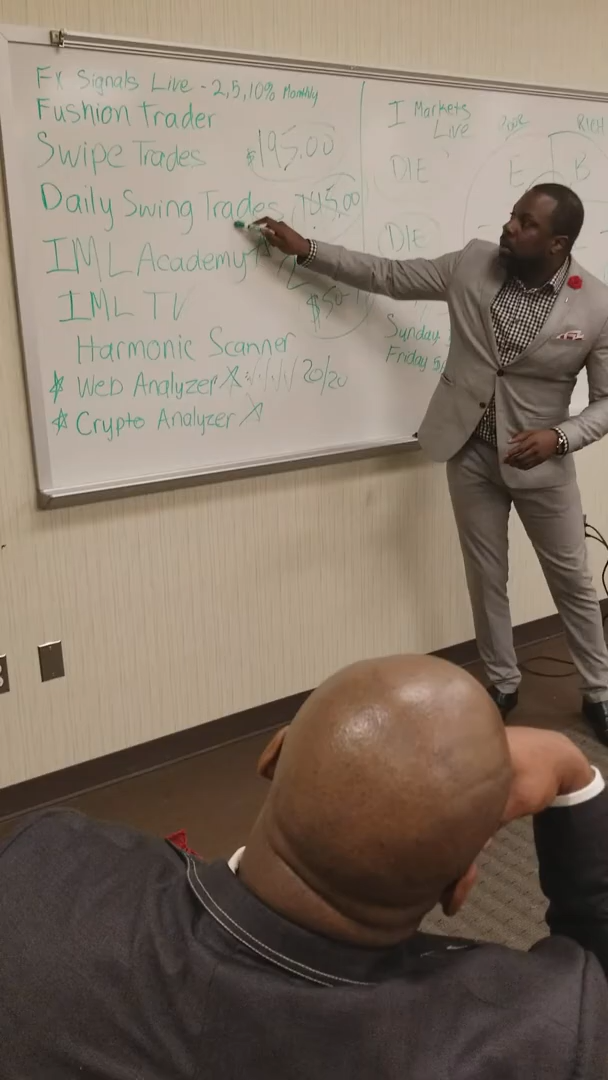 Fx Signals Live - 2,5,10% Monthly
Fushion Trader
Swipe Trades $195.00
Daily Swing Trades
IML Academy
IML TV
Harmonic Scanner
Web Analyzer 20/20
Crypto Analyzer
I Markets
Live
RICH
DIE
E B
DIE
Sunday
Friday